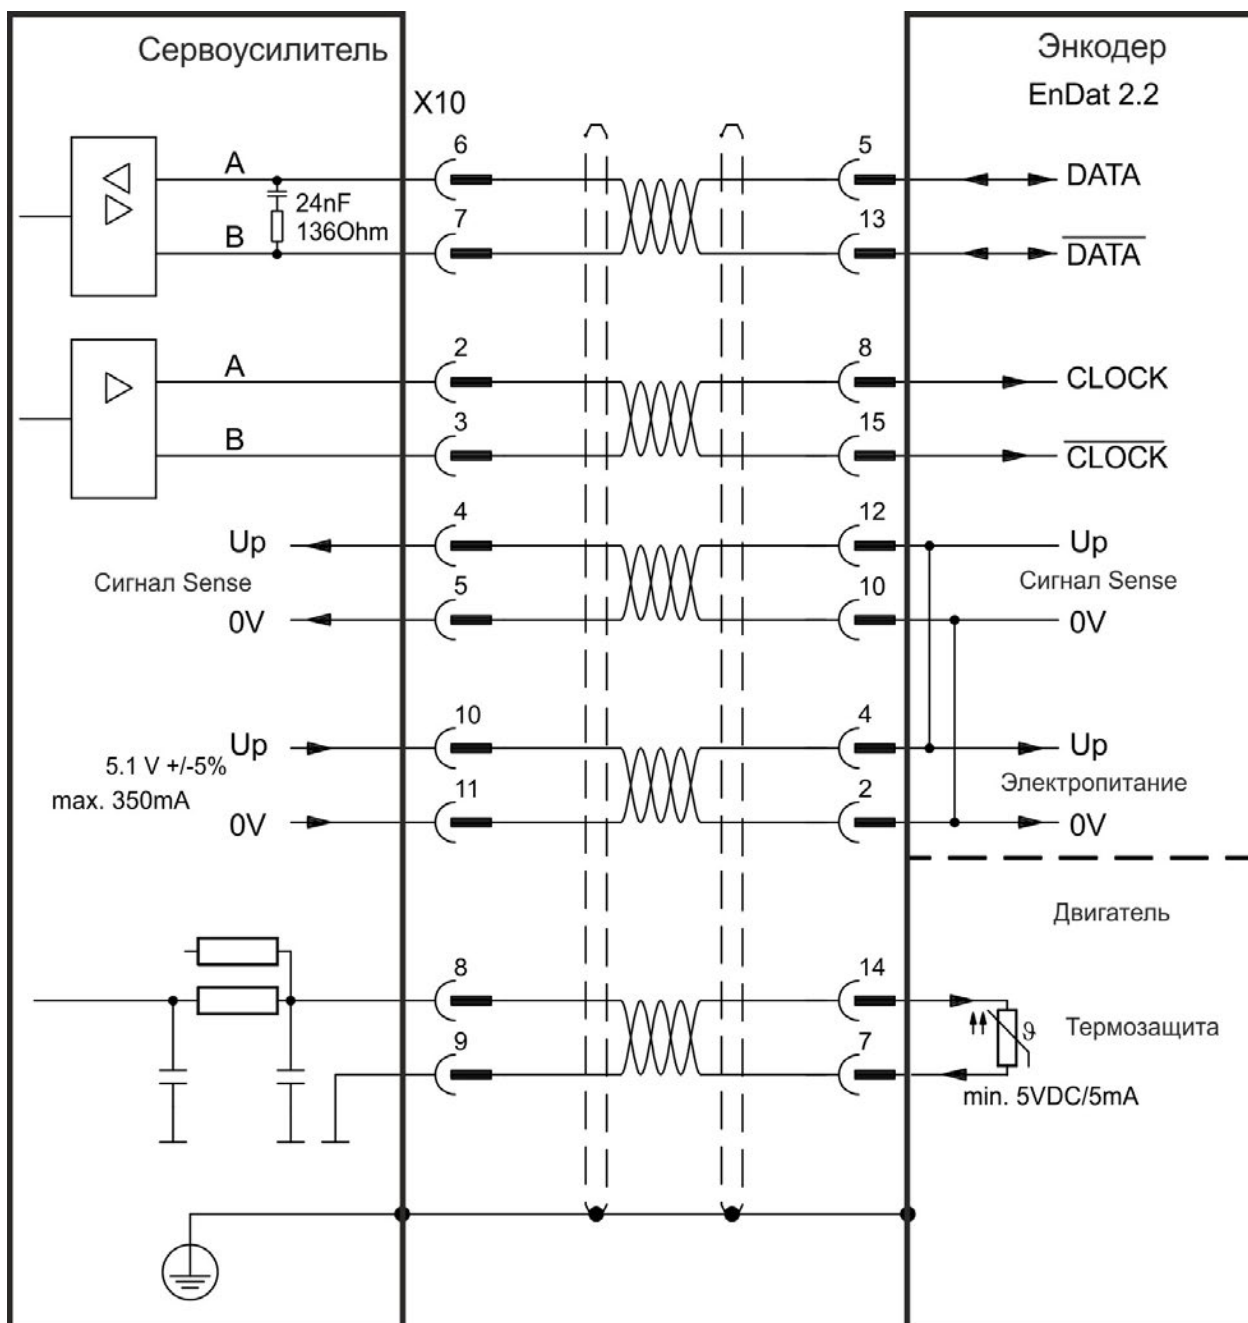 Сервоусилитель
Энкодер
EnDat 2.2
X10
A
6
5
DATA
24nF
136Ohm
B
7
13
DATA
A
2
8
CLOCK
B
3
15
CLOCK
Up
4
12
Up
Сигнал Sense
Сигнал Sense
0V
5
10
0V
Up
10
4
Up
5.1 V +/-5%
max. 350mA
Электропитание
0V
11
2
0V
Двигатель
8
14
ϑ
Термозащита
9
7
min. 5VDC/5mA